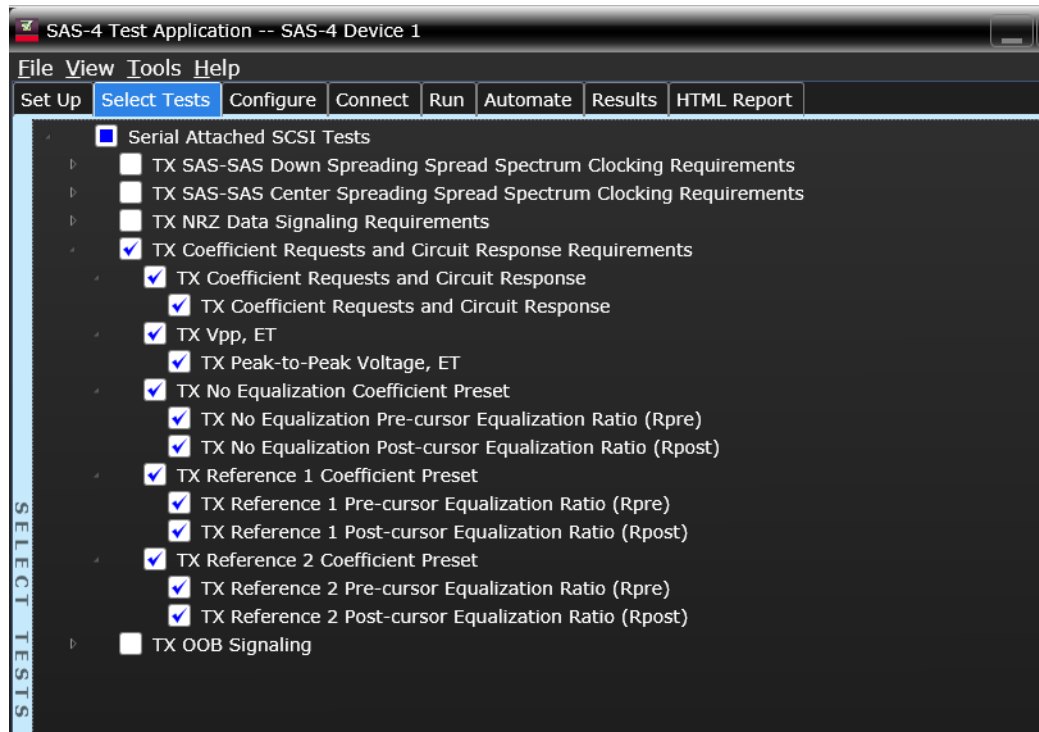 SAS-4 Test Application -- SAS-4 Device 1
File View Tools Help
Set Up Select Tests Configure Connect Run Automate Results HTML Report
Serial Attached SCSI Tests
TX SAS-SAS Down Spreading Spread Spectrum Clocking Requirements
TX SAS-SAS Center Spreading Spread Spectrum Clocking Requirements
TX NRZ Data Signaling Requirements
TX Coefficient Requests and Circuit Response Requirements
TX Coefficient Requests and Circuit Response
TX Coefficient Requests and Circuit Response
TX Vpp, ET
TX Peak-to-Peak Voltage, ET
TX No Equalization Coefficient Preset
TX No Equalization Pre-cursor Equalization Ratio (Rpre)
TX No Equalization Post-cursor Equalization Ratio (Rpost)
TX Reference 1 Coefficient Preset
TX Reference 1 Pre-cursor Equalization Ratio (Rpre)
TX Reference 1 Post-cursor Equalization Ratio (Rpost)
TX Reference 2 Coefficient Preset
TX Reference 2 Pre-cursor Equalization Ratio (Rpre)
TX Reference 2 Post-cursor Equalization Ratio (Rpost)
TX OOB Signaling
SELECT TESTS